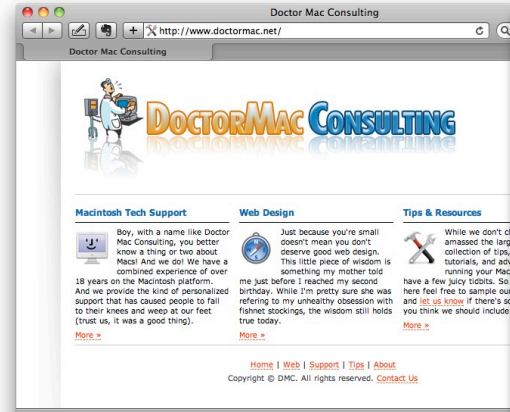 Doctor Mac Consulting
http://www.doctormac.net/
Doctor Mac Consulting
DOCTORMAC CONSULTING
Macintosh Tech Support
Boy, with a name like Doctor
Mac Consulting, you better
know a thing or two about
Macs! And we do! We have a
combined experience of over
18 years on the Macintosh platform.
And we provide the kind of personalized
support that has caused people to fall
to their knees and weep at our feet
(trust us, it was a good thing).
More »
Web Design
Just because you're small
doesn't mean you don't
deserve good web design.
This little piece of wisdom is
something my mother told
me just before I reached my second
birthday. While I'm pretty sure she was
refering to my unhealthy obsession with
fishnet stockings, the wisdom still holds
true today.
More »
Tips & Resources
While we don't
amassed the
collection of tips,
tutorials, and
running your Mac
have a few juicy tidbits. So
here feel free to sample
and let us know if there's
you think we should include
More »
Home | Web | Support | Tips | About
Copyright © DMC. All rights reserved. Contact Us